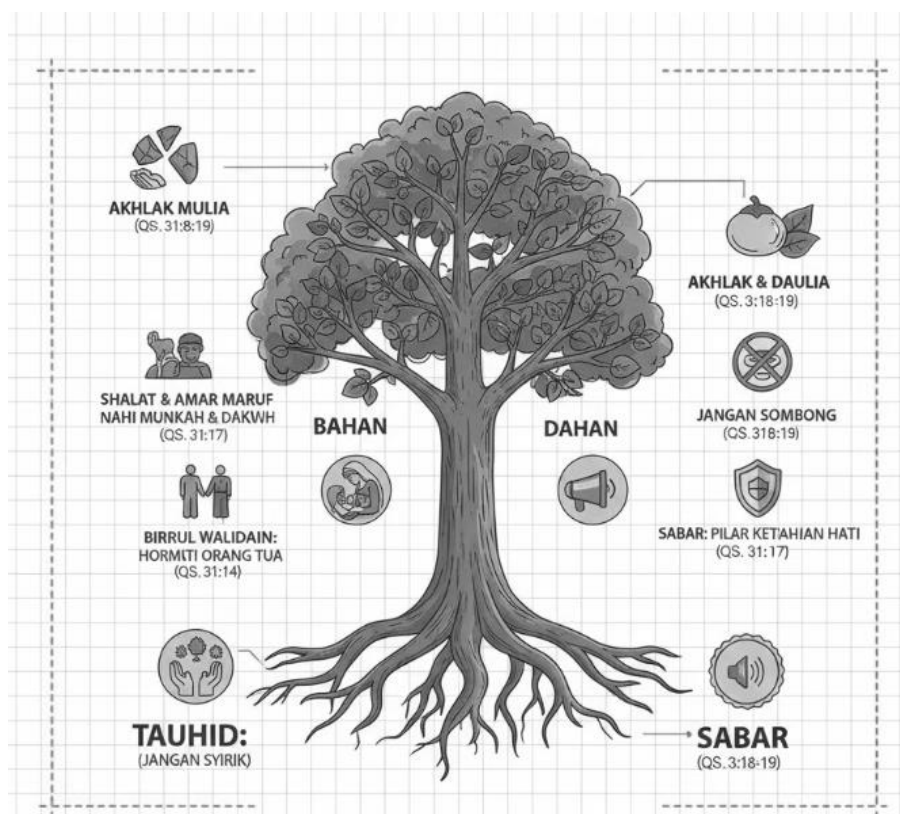 AKHLAK MULIA
(QS. 31:8:19)
AKHLAK & DAULIA
(QS. 3:18:19)
SHALAT & AMAR MARUF
NAHI MUNKAH & DAKWH
(QS. 31:17)
BAHAN
DAHAN
JANGAN SOMBONG
(QS.318:19)
BIRRUL WALIDAIN:
HORMITI ORANG TUA
(QS. 31:14)
SABAR: PILAR KETAHIAN HATI
(QS. 31:17)
TAUHID:
(JANGAN SYIRIK)
SABAR
(QS. 3:18-19)